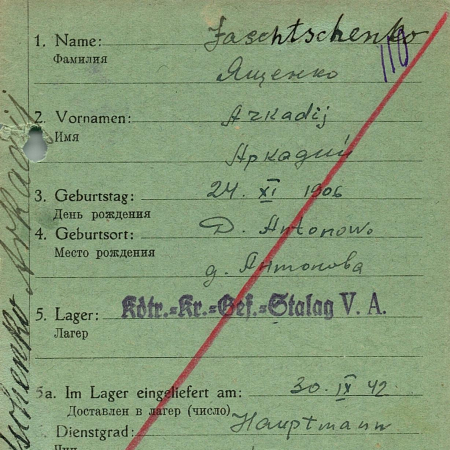 1. Name: Jaschtschenko
Фамилия Ященко
110
2. Vornamen: Arkadij
Имя Аркадий
3. Geburtstag: 24. XI 1906
День рождения
4. Geburtsort: D. Antonowo
Место рождения д. Антонова
5. Lager: Kdtr.=Kr.=Gef.=Stalag V. A.
Лагерь
5a. Im Lager eingeliefert am: 30. IX 42.
Доставлен в лагерь (число)
Dienstgrad: Hauptmann
Чин